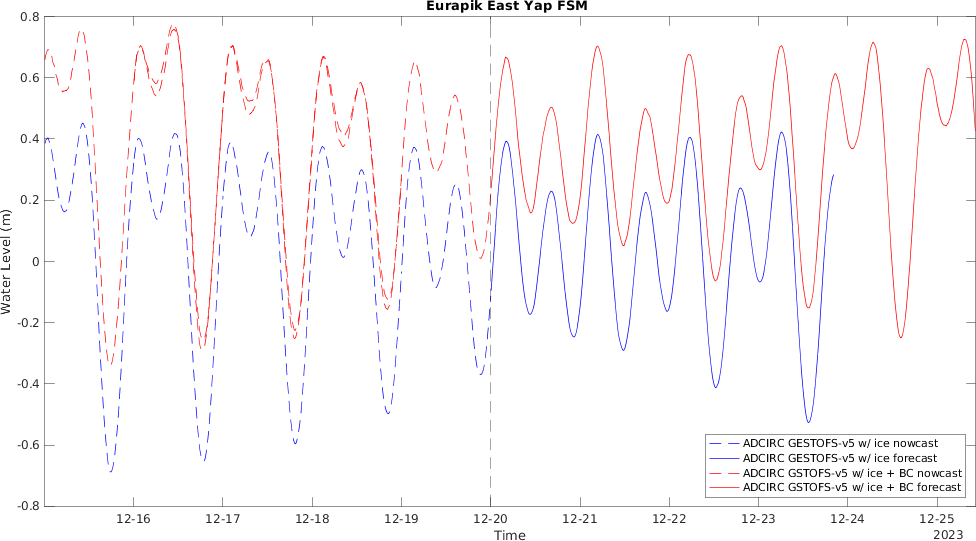 Eurapik East Yap FSM
0.8
0.6
0.4
0.2
0
-0.2
-0.4
-0.6
-0.8
Water Level (m)
ADCIRC GESTOFS-v5 w/ ice nowcast
ADCIRC GESTOFS-v5 w/ ice forecast
ADCIRC GSTOFS-v5 w/ ice + BC nowcast
ADCIRC GSTOFS-v5 w/ ice + BC forecast
12-16 12-17 12-18 12-19 12-20 12-21 12-22 12-23 12-24 12-25
Time
2023